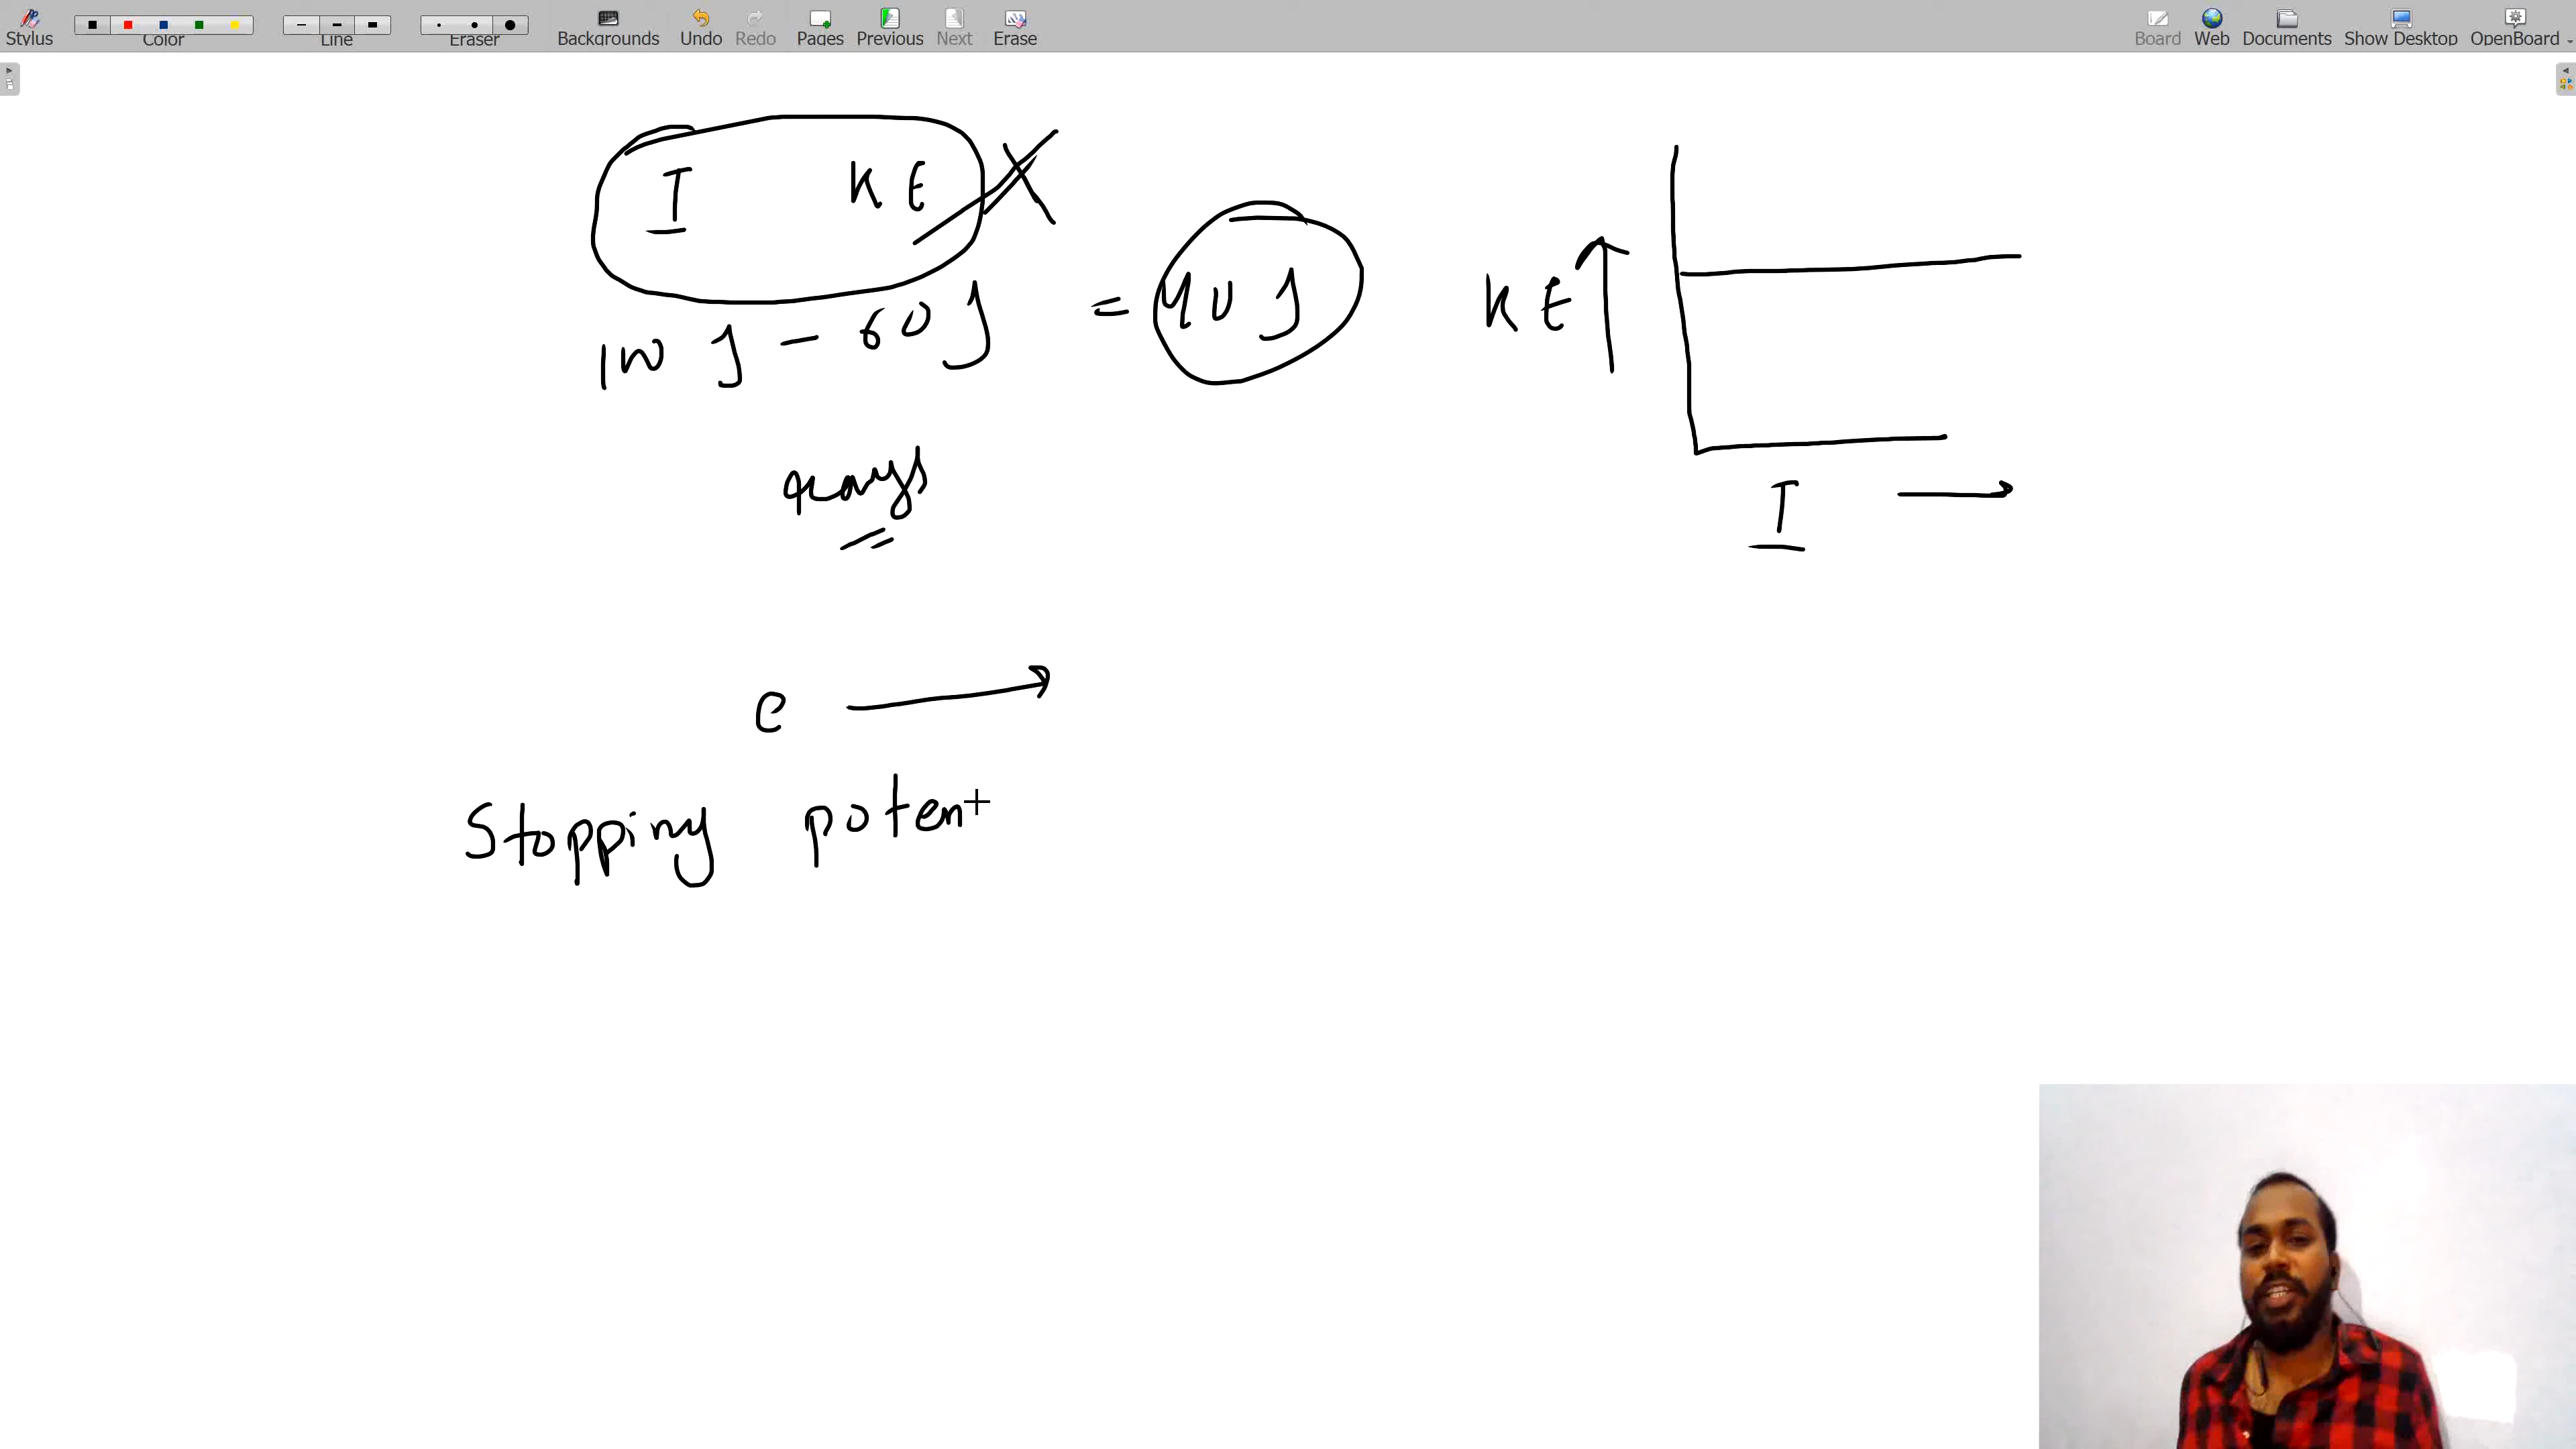 Stylus Color Line Eraser Backgrounds Undo Redo Pages Previous Next Erase Board Web Documents Show Desktop OpenBoard
I KE
100 J - 60 J = 40 J
KE
I
e
Stopping potent